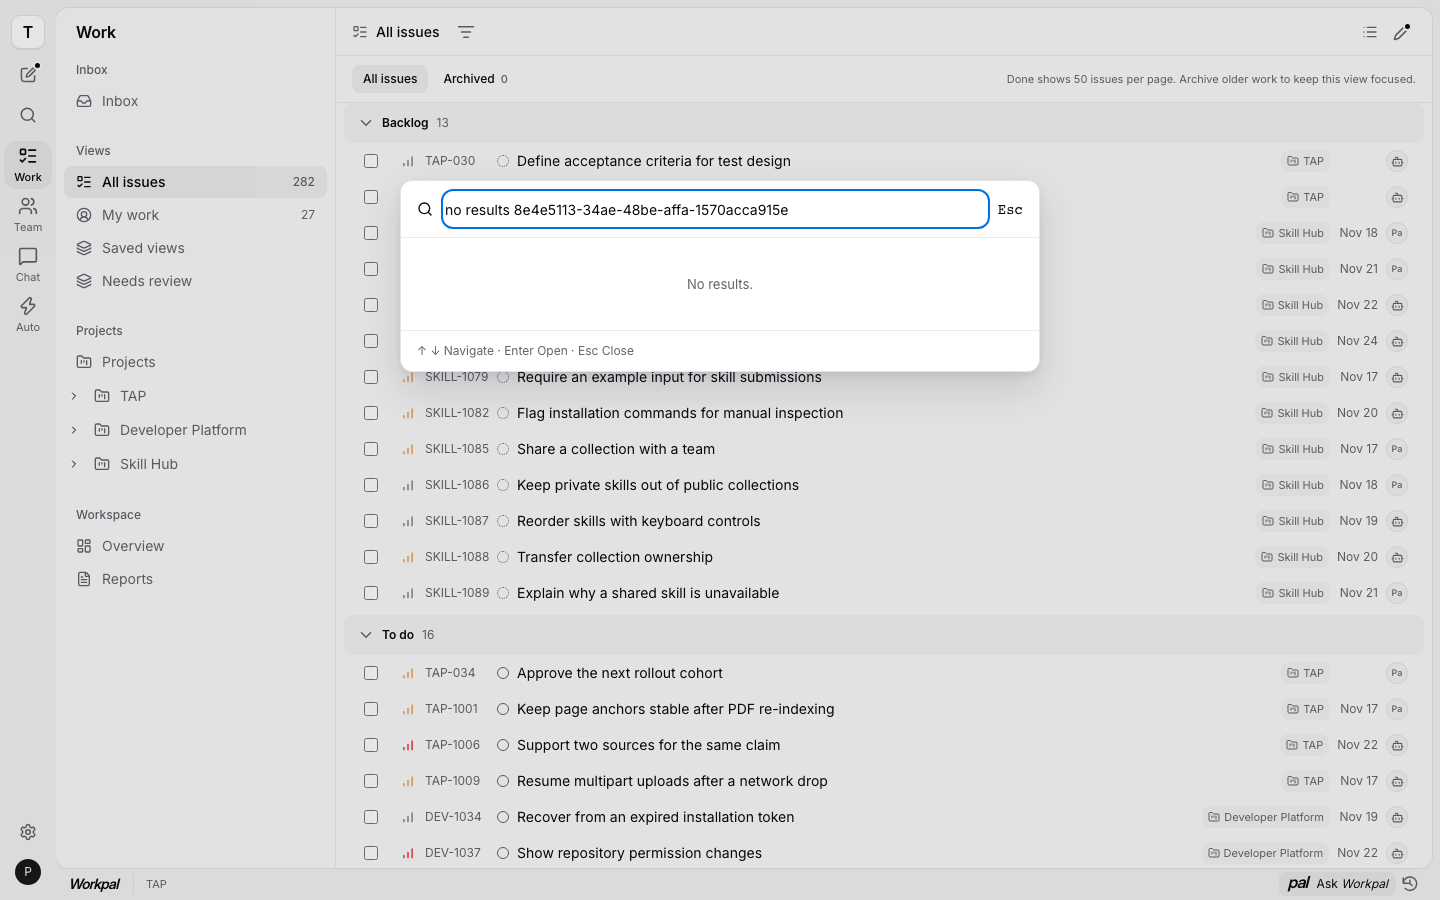 T
Work
Team
Chat
Auto
P
Work
Inbox
Inbox
Views
All issues 282
My work 27
Saved views
Needs review
Projects
Projects
TAP
Developer Platform
Skill Hub
Workspace
Overview
Reports
All issues
All issues Archived 0 Done shows 50 issues per page. Archive older work to keep this view focused.
Backlog 13
TAP-030 Define acceptance criteria for test design TAP
TAP
no results 8e4e5113-34ae-48be-affa-1570acca915e Esc
No results.
↑ ↓ Navigate · Enter Open · Esc Close
Skill Hub Nov 18 Pa
Skill Hub Nov 21 Pa
Skill Hub Nov 22
Skill Hub Nov 24
SKILL-1079 Require an example input for skill submissions Skill Hub Nov 17
SKILL-1082 Flag installation commands for manual inspection Skill Hub Nov 20
SKILL-1085 Share a collection with a team Skill Hub Nov 17 Pa
SKILL-1086 Keep private skills out of public collections Skill Hub Nov 18 Pa
SKILL-1087 Reorder skills with keyboard controls Skill Hub Nov 19
SKILL-1088 Transfer collection ownership Skill Hub Nov 20
SKILL-1089 Explain why a shared skill is unavailable Skill Hub Nov 21 Pa
To do 16
TAP-034 Approve the next rollout cohort TAP Pa
TAP-1001 Keep page anchors stable after PDF re-indexing TAP Nov 17 Pa
TAP-1006 Support two sources for the same claim TAP Nov 22
TAP-1009 Resume multipart uploads after a network drop TAP Nov 17
DEV-1034 Recover from an expired installation token Developer Platform Nov 19
DEV-1037 Show repository permission changes Developer Platform Nov 22
Workpal TAP pal Ask Workpal